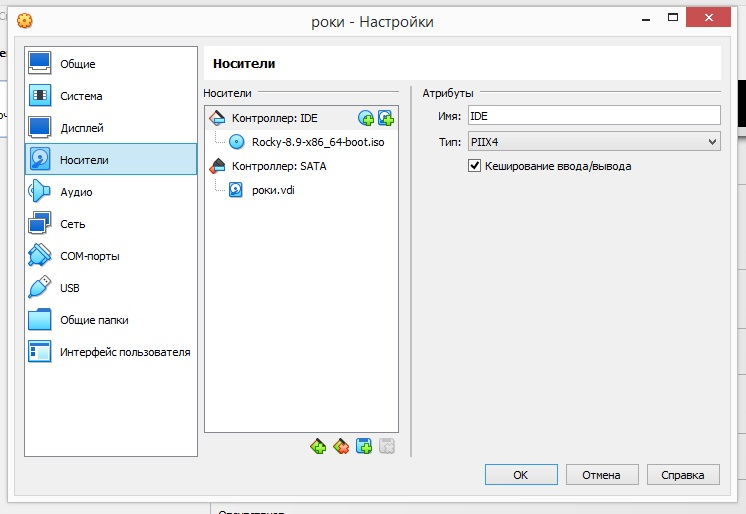 роки - Настройки
Общие
Система
Дисплей
Носители
Аудио
Сеть
COM-порты
USB
Общие папки
Интерфейс пользователя
Носители
Носители
Контроллер: IDE
Rocky-8.9-x86_64-boot.iso
Контроллер: SATA
роки.vdi
Атрибуты
Имя: IDE
Тип: PIIX4
Кеширование ввода/вывода
OK
Отмена
Справка